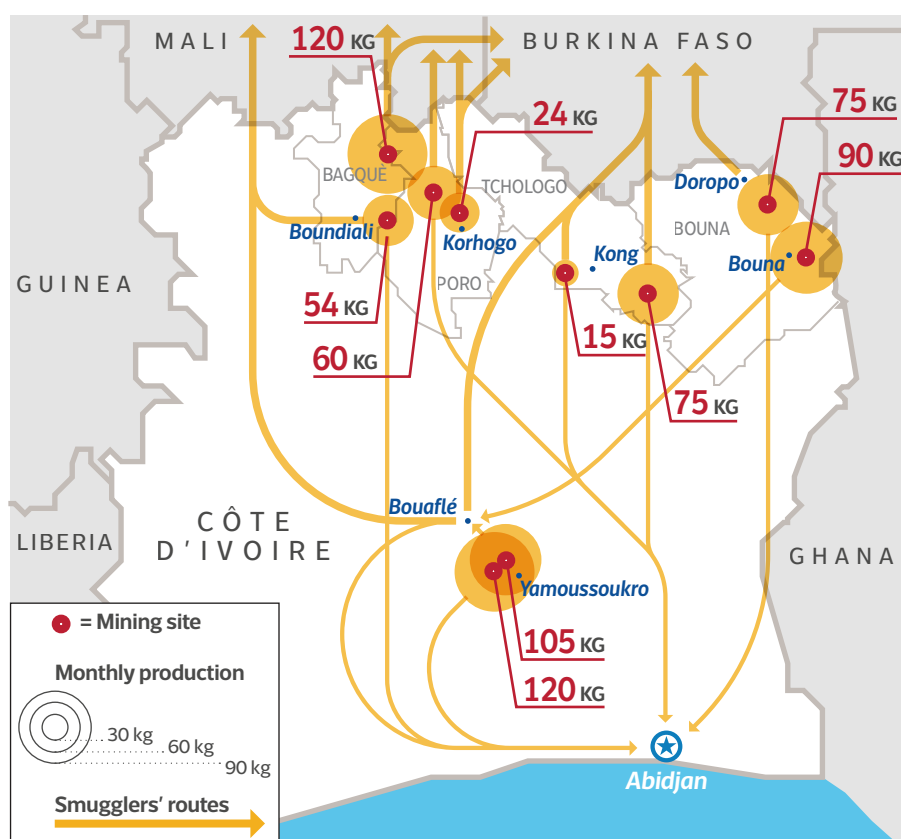 MALI
120 KG
BURKINA FASO
24 KG
75 KG
90 KG
BAGOUÈ
TCHOLOGO
Doropo
BOUNA
Boundiali
Korhogo
Kong
Bouna
GUINEA
PORO
54 KG
60 KG
15 KG
75 KG
Bouaflé
CÔTE
D'IVOIRE
LIBERIA
GHANA
Yamoussoukro
105 KG
120 KG
Abidjan
= Mining site
Monthly production
30 kg
60 kg
90 kg
Smugglers' routes